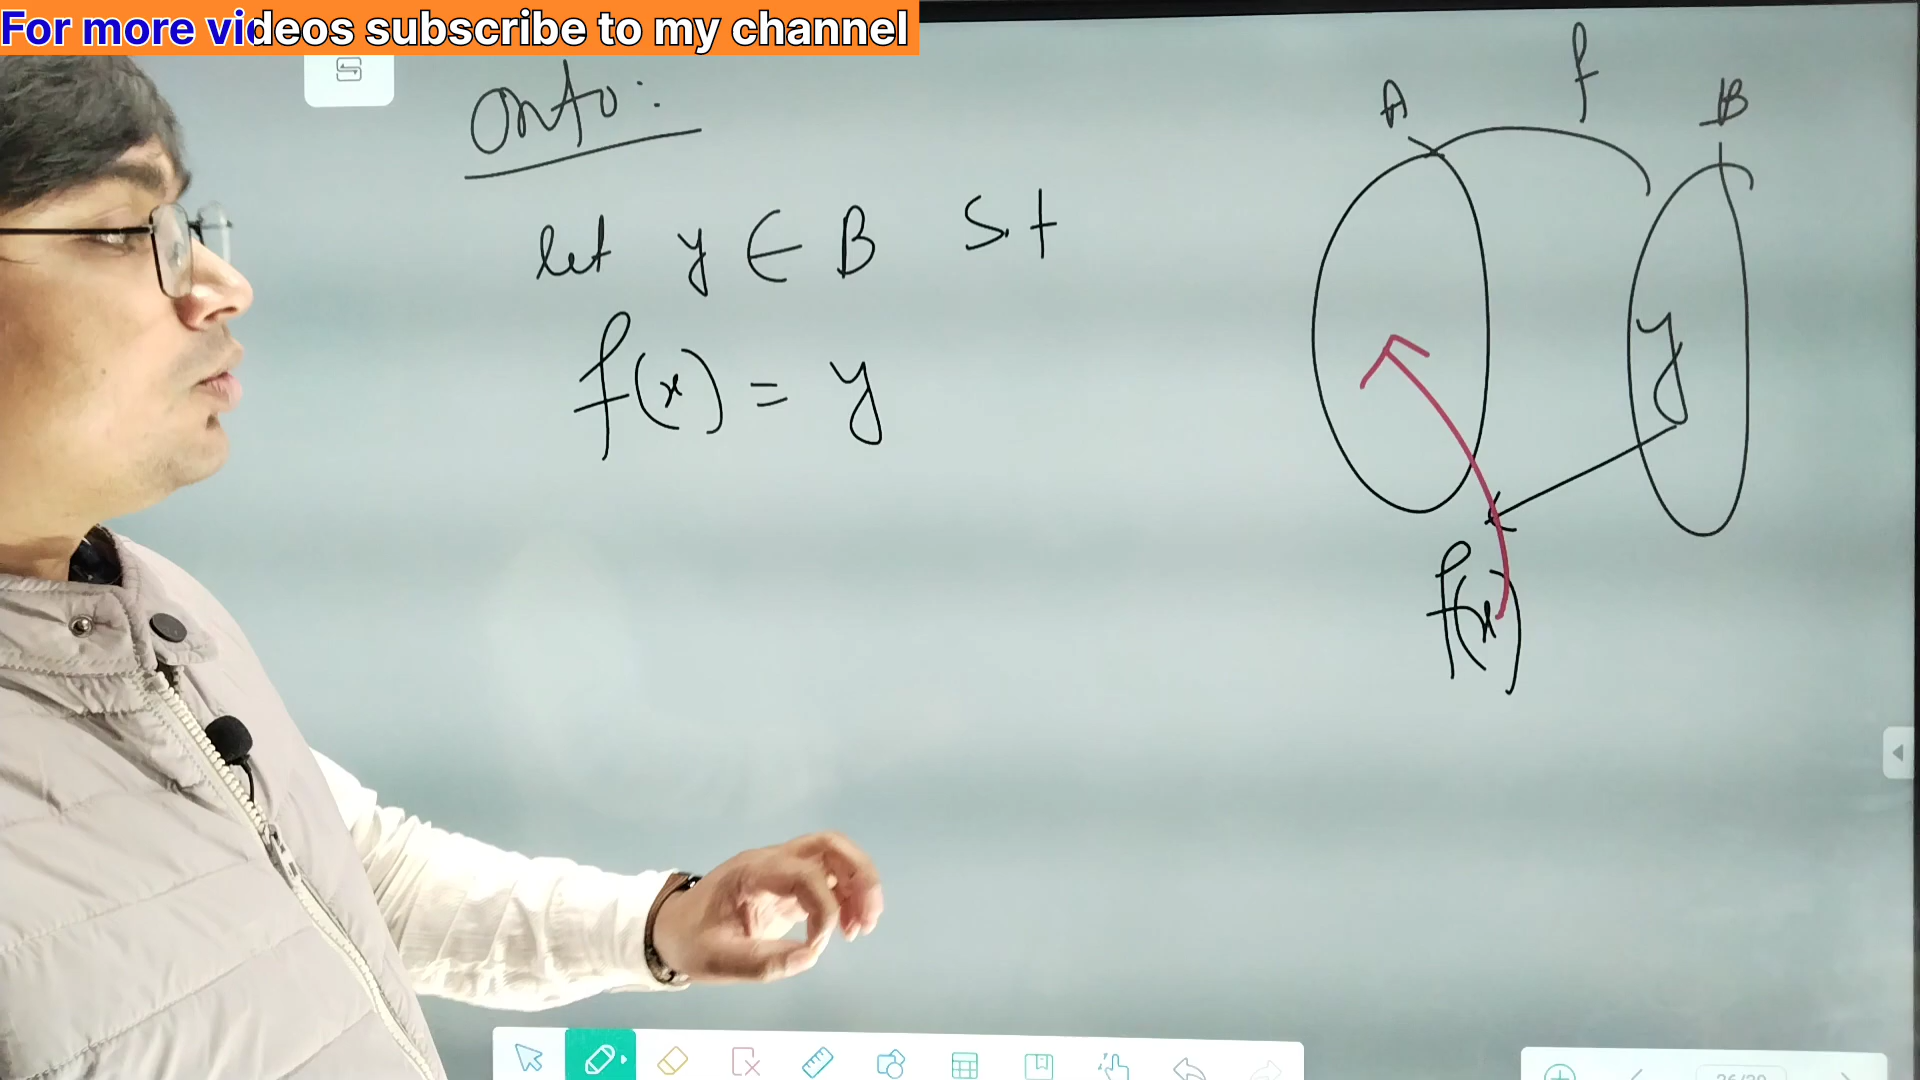 For more videos subscribe to my channel
onto:
let y ∈ B s.t
f(x) = y
f
A
B
y
f(x)